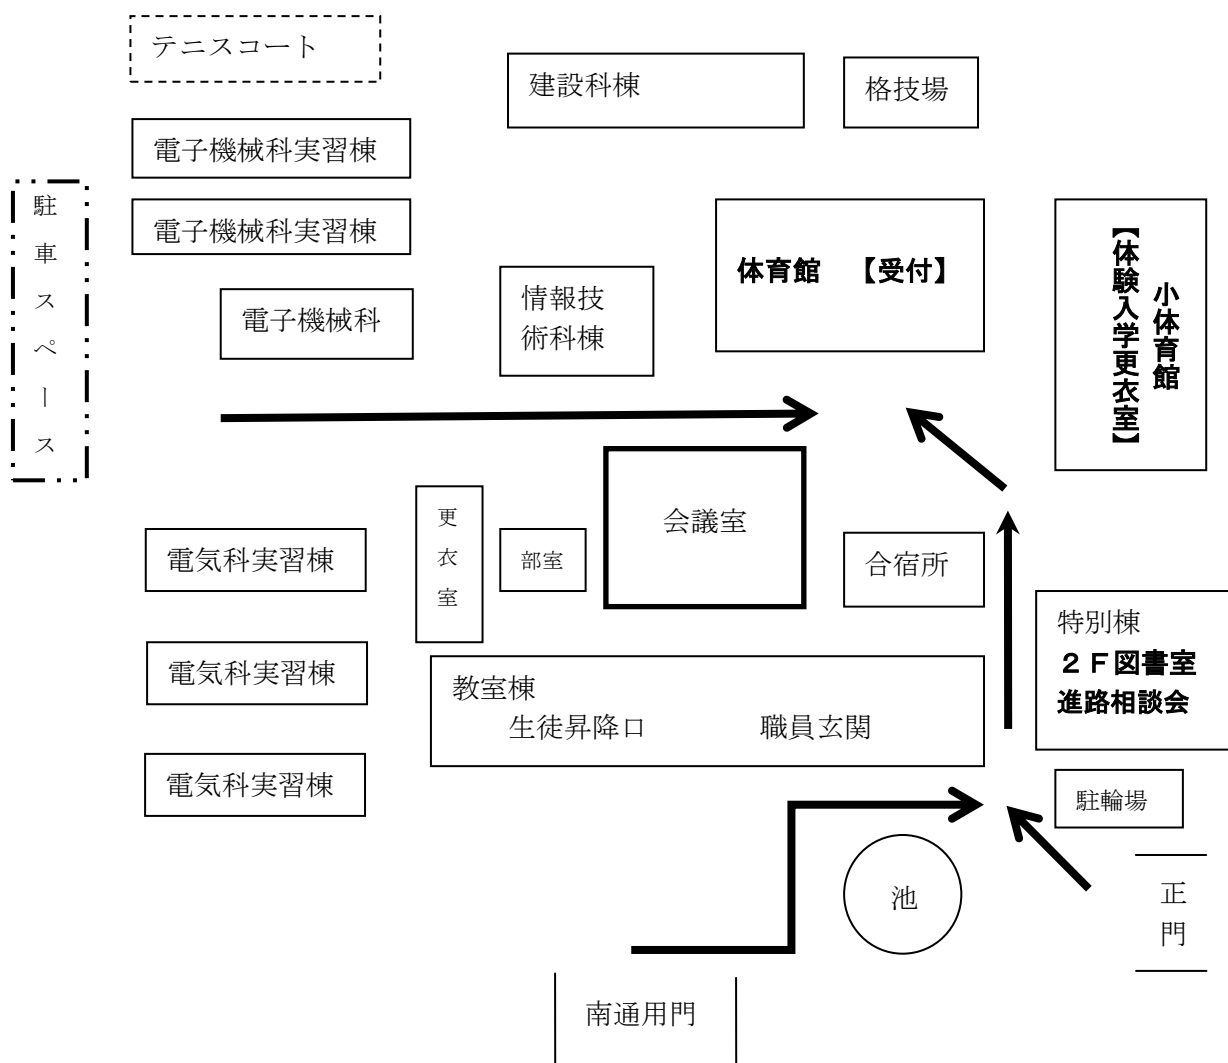 テニスコート
建設科棟
格技場
電子機械科実習棟
駐車スペース
電子機械科実習棟
体育館　【受付】
小体育館
【体験入学更衣室】
電子機械科
情報技
術科棟
会議室
更衣室
部室
電気科実習棟
合宿所
特別棟
２Ｆ図書室
進路相談会
電気科実習棟
教室棟
生徒昇降口　職員玄関
電気科実習棟
駐輪場
池
正門
南通用門